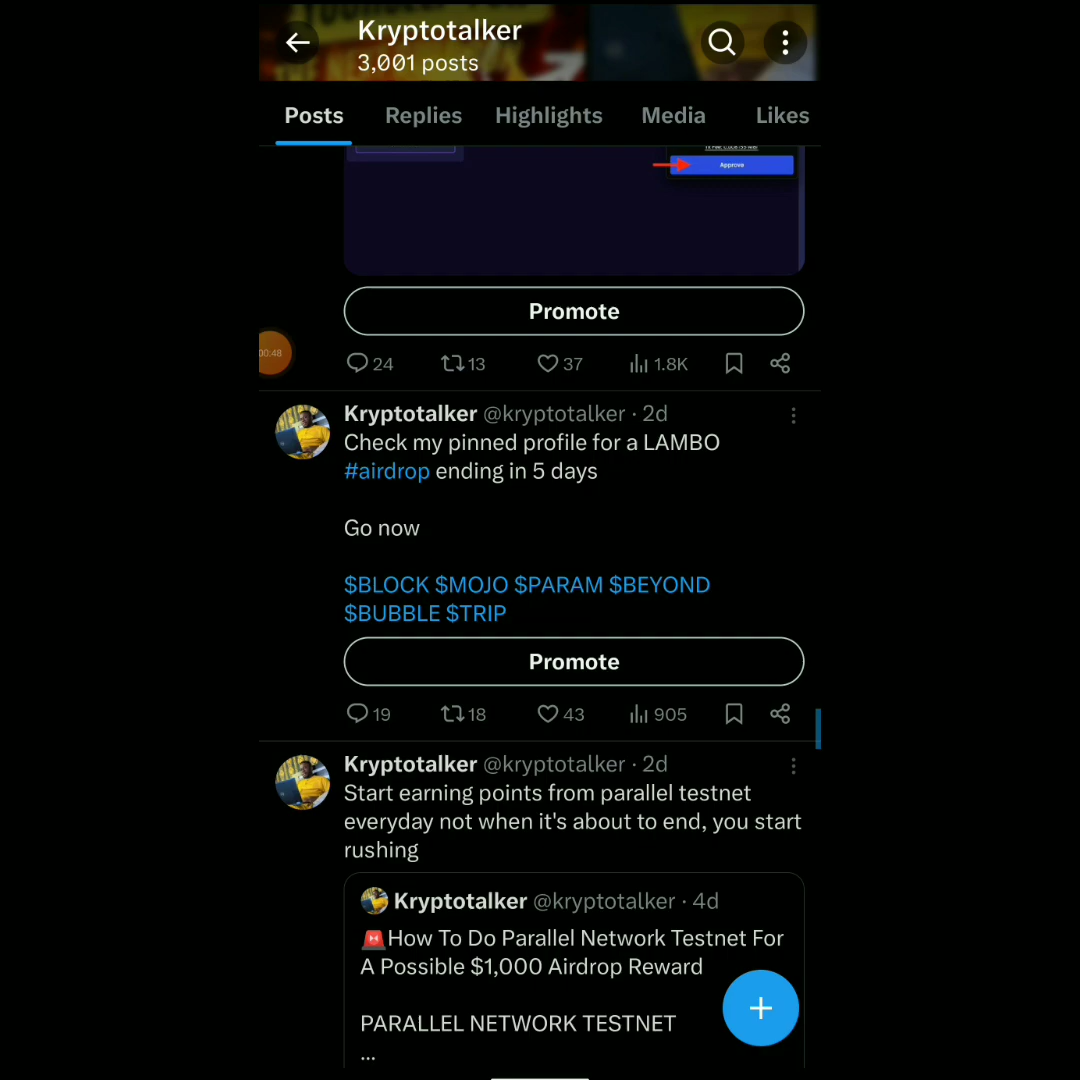 Kryptotalker
3,001 posts
Posts Replies Highlights Media Likes
Approve
Promote
24 13 37 1.8K
00:48
Kryptotalker @kryptotalker · 2d
Check my pinned profile for a LAMBO
#airdrop ending in 5 days
Go now
$BLOCK $MOJO $PARAM $BEYOND
$BUBBLE $TRIP
Promote
19 18 43 905
Kryptotalker @kryptotalker · 2d
Start earning points from parallel testnet
everyday not when it's about to end, you start
rushing
Kryptotalker @kryptotalker · 4d
🚨How To Do Parallel Network Testnet For
A Possible $1,000 Airdrop Reward
PARALLEL NETWORK TESTNET
...